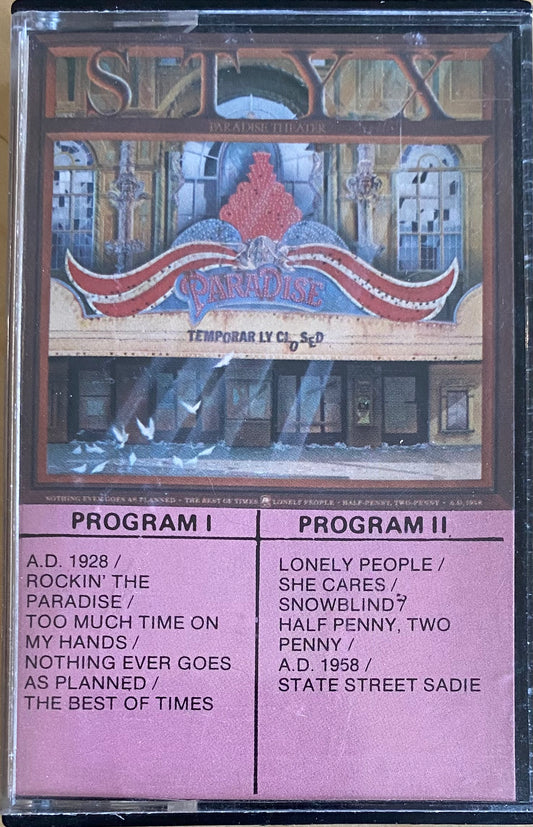 STYX
PARADISE THEATER
PARADISE
TEMPORAR LY CLOSED
NOTHING EVER GOES AS PLANNED · THE BEST OF TIMES LONELY PEOPLE · HALF-PENNY, TWO-PENNY · A.D. 1958
PROGRAM I
A.D. 1928 /
ROCKIN' THE
PARADISE /
TOO MUCH TIME ON
MY HANDS /
NOTHING EVER GOES
AS PLANNED /
THE BEST OF TIMES
PROGRAM II
LONELY PEOPLE /
SHE CARES /
SNOWBLIND /
HALF PENNY, TWO
PENNY /
A.D. 1958 /
STATE STREET SADIE